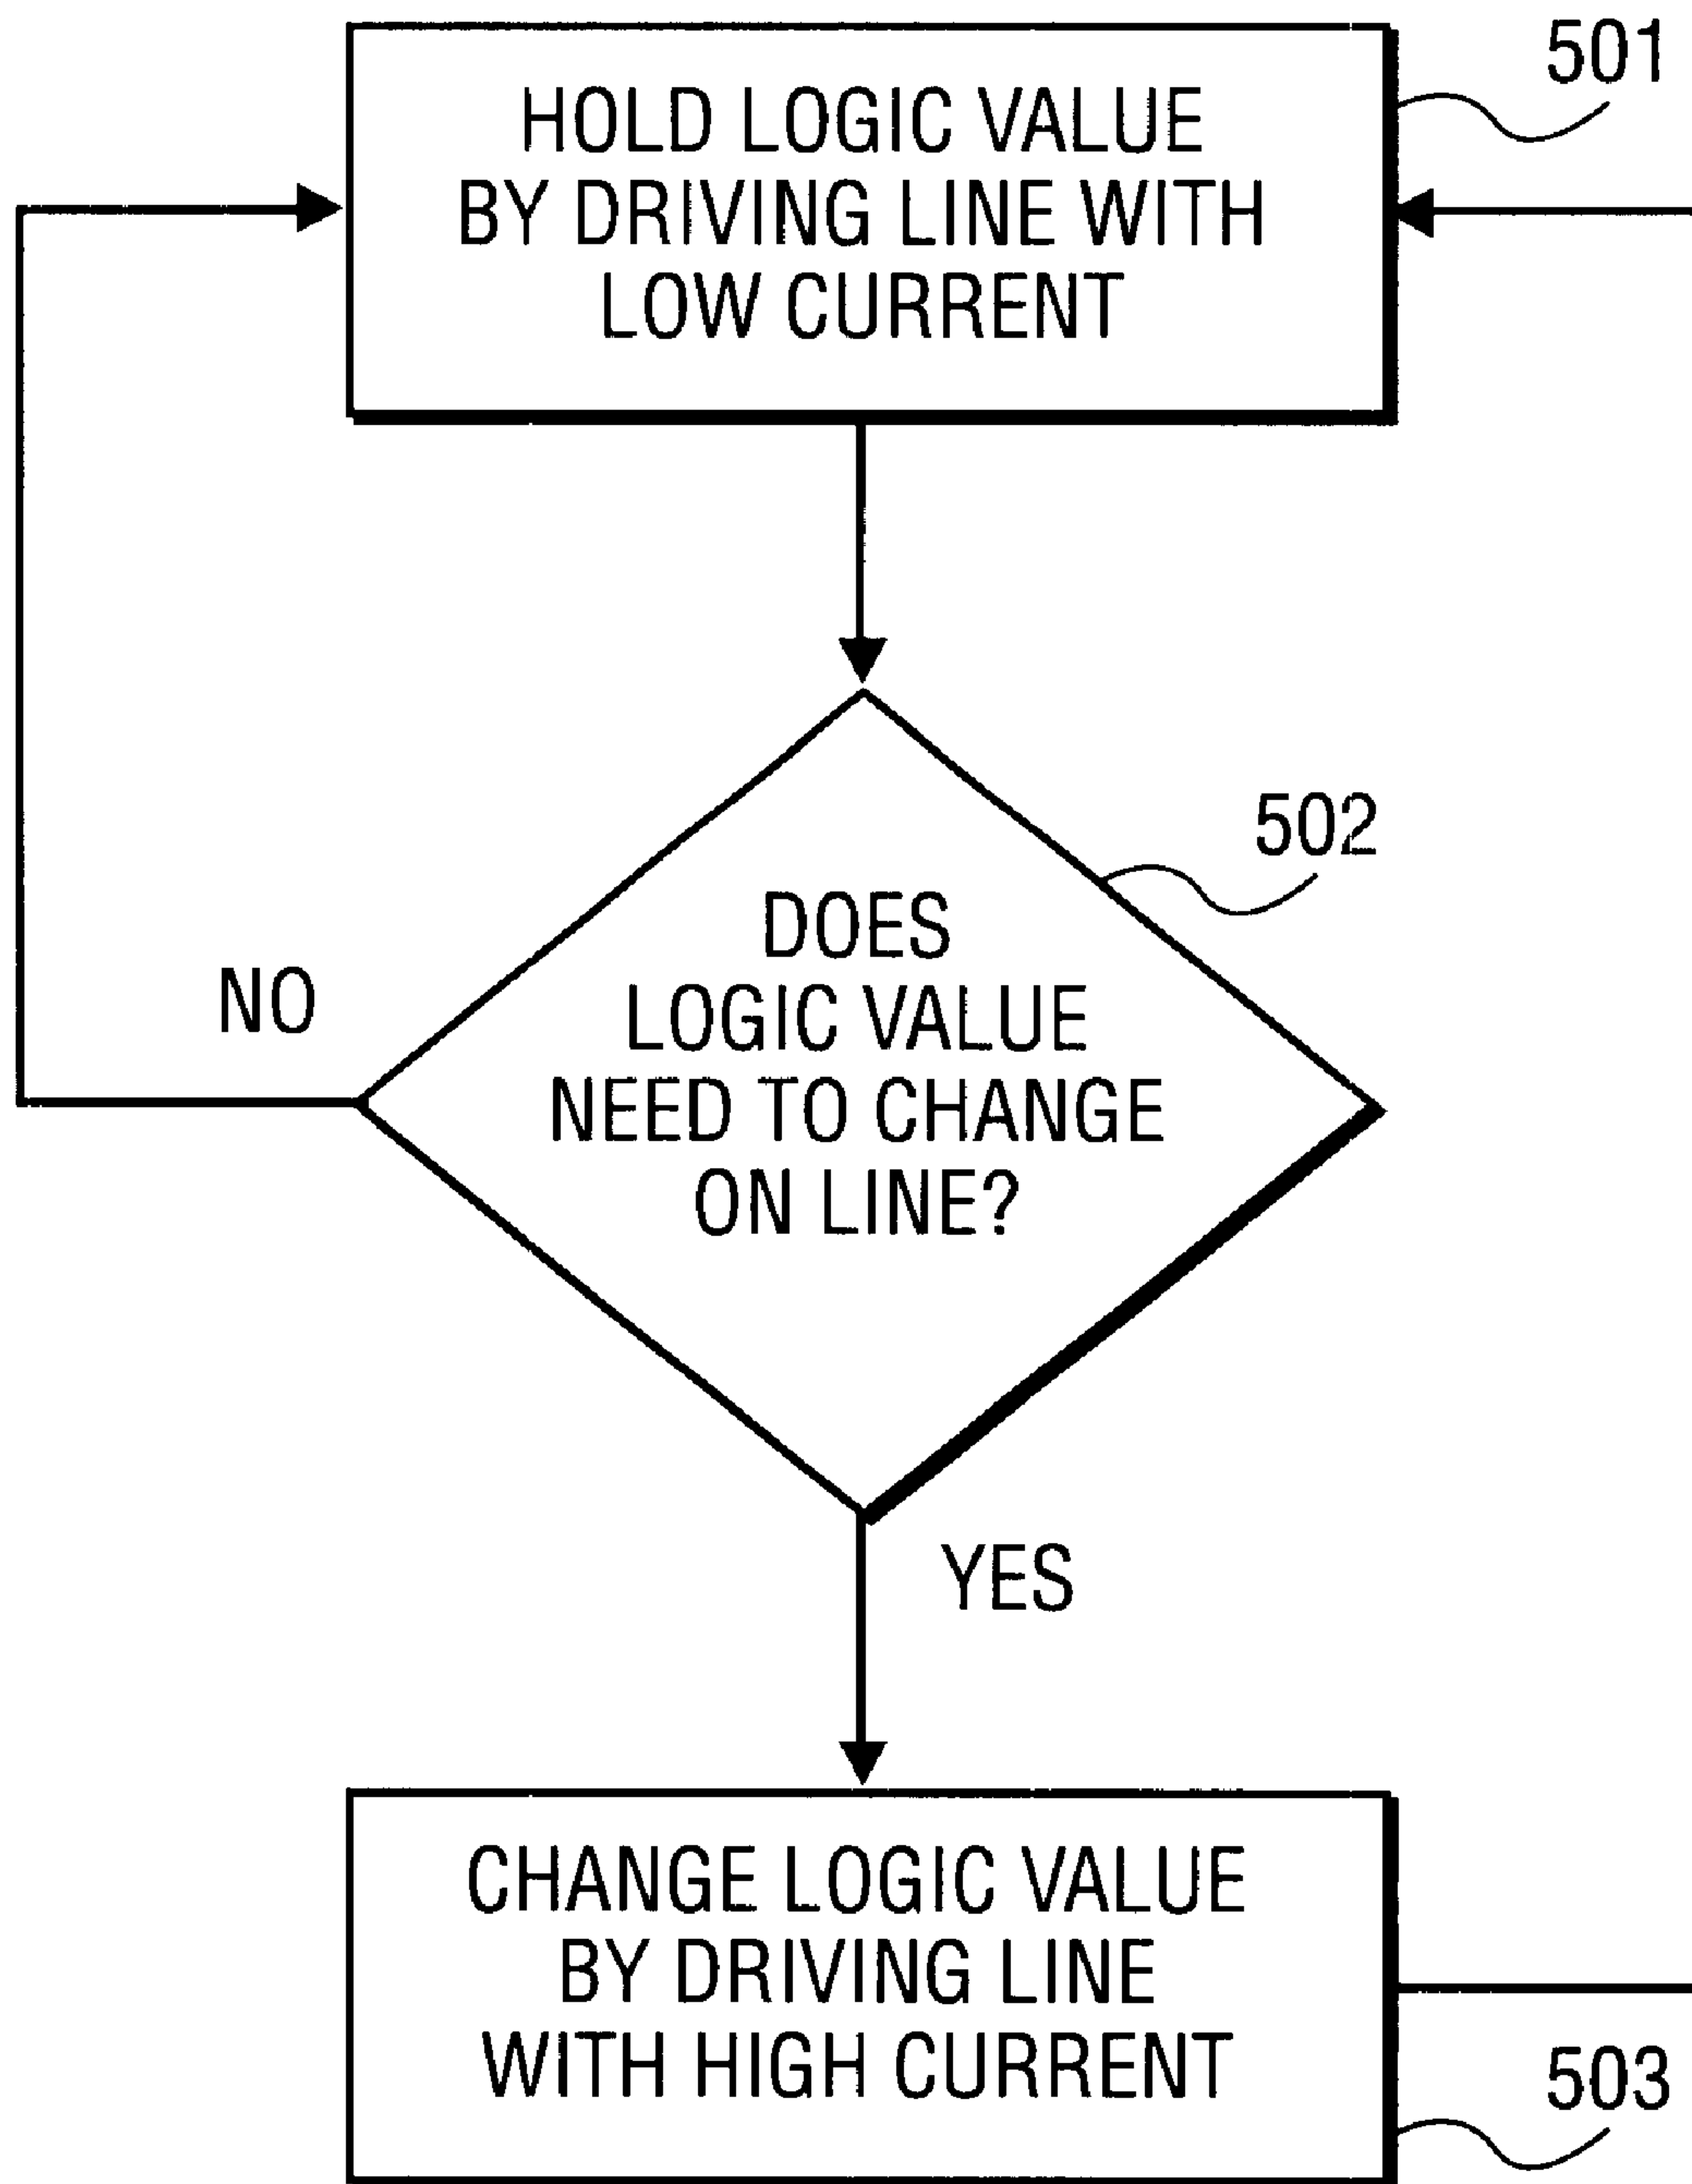 501
HOLD LOGIC VALUE
BY DRIVING LINE WITH
LOW CURRENT
502
DOES
LOGIC VALUE
NEED TO CHANGE
ON LINE?
NO
YES
CHANGE LOGIC VALUE
BY DRIVING LINE
WITH HIGH CURRENT
503